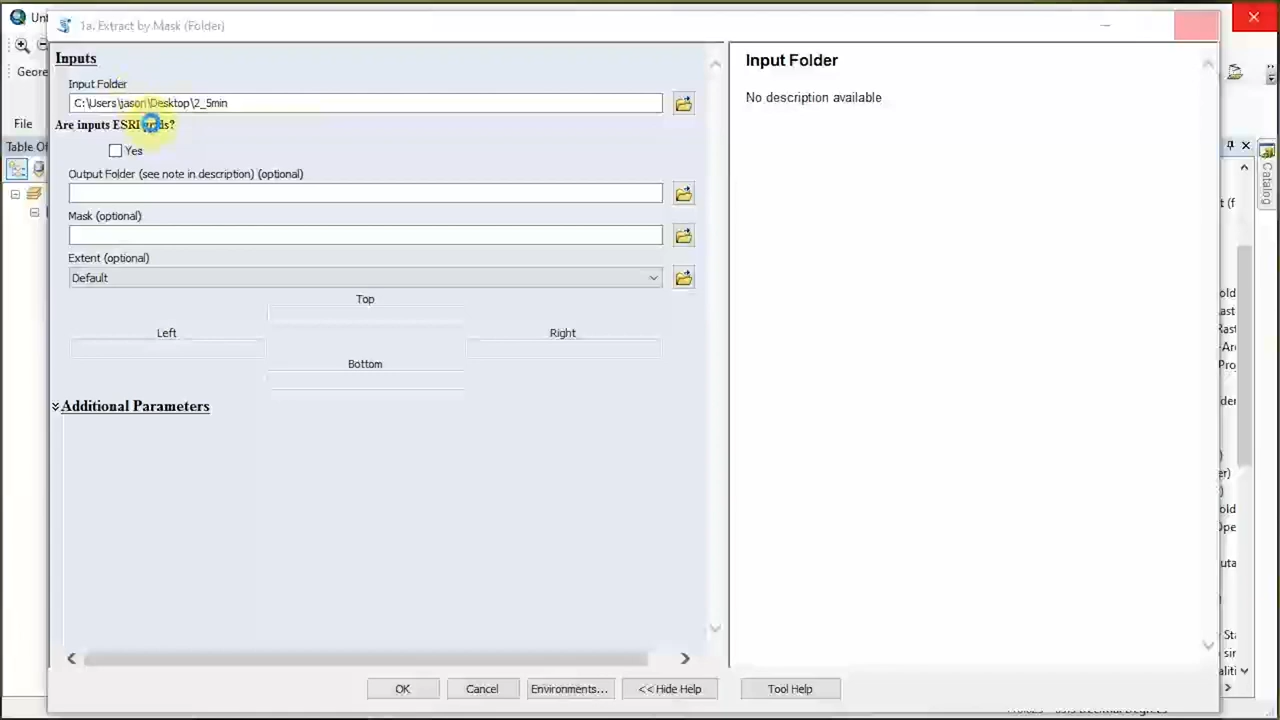 Unt
1a. Extract by Mask (Folder)
Geore
File
Table Of
Inputs
Input Folder
C:\Users\jason\Desktop\2_5min
Are inputs ESRI grids?
Yes
Output Folder (see note in description) (optional)
Mask (optional)
Extent (optional)
Default
Top
Left
Right
Bottom
Additional Parameters
OK
Cancel
Environments...
<< Hide Help
Tool Help
Input Folder
No description available
Catalog